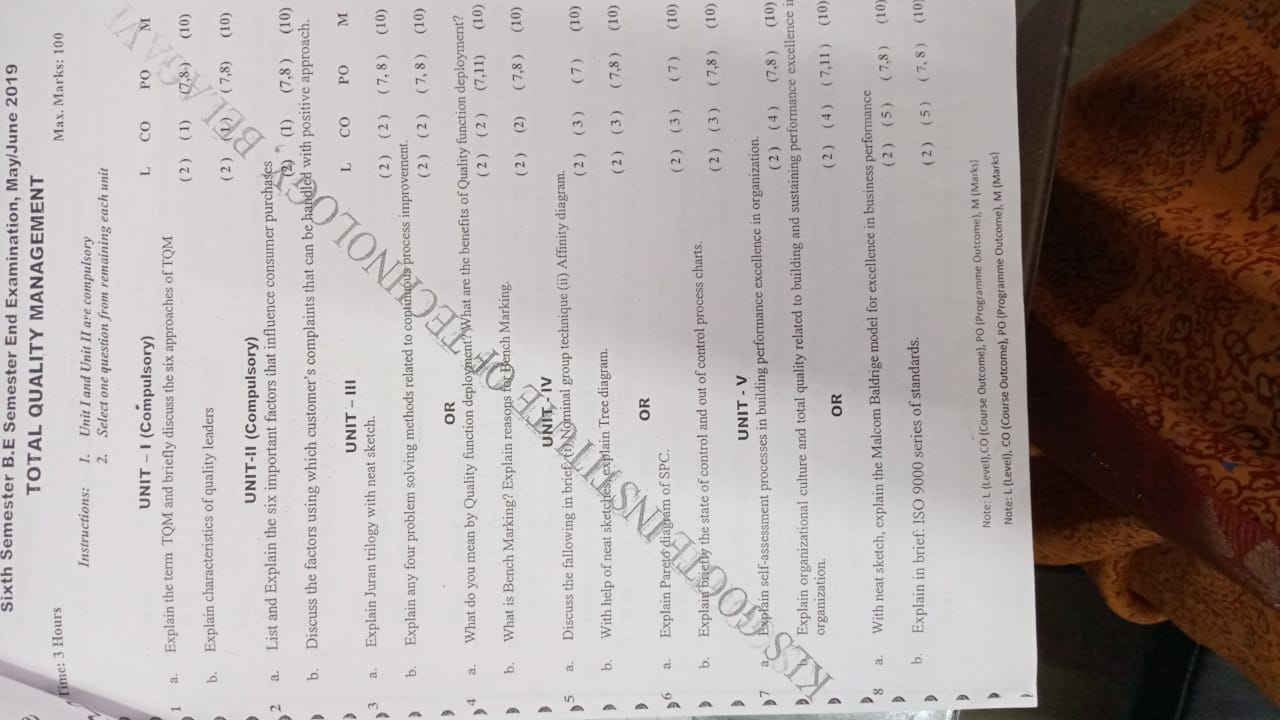 Sixth Semester B.E Semester End Examination, May/June 2019
TOTAL QUALITY MANAGEMENT
Time: 3 Hours Max. Marks: 100
Instructions: 1. Unit I and Unit II are compulsory
2. Select one question from remaining each unit
UNIT – I (Compulsory) L CO PO M
1 a. Explain the term TQM and briefly discuss the six approaches of TQM (2) (1) (7,8) (10)
b. Explain characteristics of quality leaders (2) (7,8) (10)
UNIT-II (Compulsory)
2 a. List and Explain the six important factors that influence consumer purchases (2) (1) (7,8) (10)
b. Discuss the factors using which customer's complaints that can be handled with positive approach.
UNIT – III L CO PO M
3 a. Explain Juran trilogy with neat sketch. (2) (2) (7,8) (10)
b. Explain any four problem solving methods related to continuous process improvement. (2) (2) (7,8) (10)
OR
4 a. What do you mean by Quality function deployment? What are the benefits of Quality function deployment?
(2) (2) (7,11) (10)
b. What is Bench Marking? Explain reasons for Bench Marking. (2) (2) (7,8) (10)
UNIT - IV
5 a. Discuss the fallowing in brief: (i) Nominal group technique (ii) Affinity diagram. (2) (3) (7) (10)
b. With help of neat sketches, explain Tree diagram. (2) (3) (7,8) (10)
OR
6 a. Explain Pareto diagram of SPC. (2) (3) (7) (10)
b. Explain briefly the state of control and out of control process charts. (2) (3) (7,8) (10)
UNIT - V
7 a. Explain self-assessment processes in building performance excellence in organization. (2) (4) (7,8) (10)
b. Explain organizational culture and total quality related to building and sustaining performance excellence in
organization. (2) (4) (7,11) (10)
OR
8 a. With neat sketch, explain the Malcom Baldrige model for excellence in business performance
(2) (5) (7,8) (10)
b. Explain in brief: ISO 9000 series of standards. (2) (5) (7,8) (10)
Note: L (Level), CO (Course Outcome), PO (Programme Outcome), M (Marks)
Note: L (Level), CO (Course Outcome), PO (Programme Outcome), M (Marks)
KLS GOGTE INSTITUTE OF TECHNOLOGY, BELAGAVI